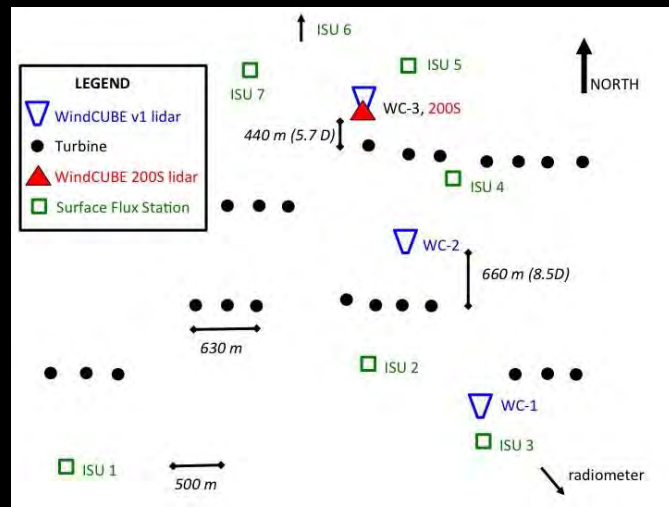 ISU 6
ISU 7
ISU 5
NORTH
LEGEND
WindCUBE v1 lidar
Turbine
WindCUBE 200S lidar
Surface Flux Station
WC-3, 200S
440 m (5.7 D)
ISU 4
WC-2
660 m (8.5D)
630 m
ISU 2
WC-1
ISU 3
ISU 1
500 m
radiometer